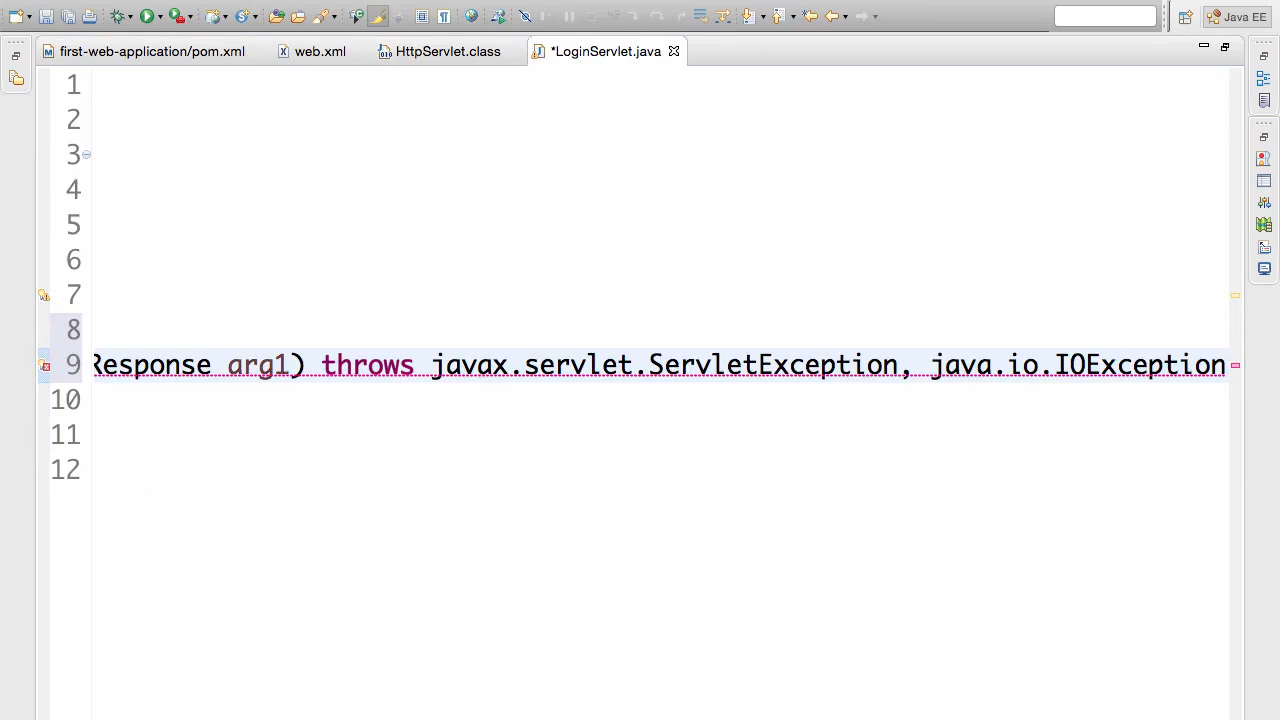 Java EE
first-web-application/pom.xml
web.xml
HttpServlet.class
*LoginServlet.java
1
2
3
4
5
6
7
8
9 Response arg1) throws javax.servlet.ServletException, java.io.IOException
10
11
12